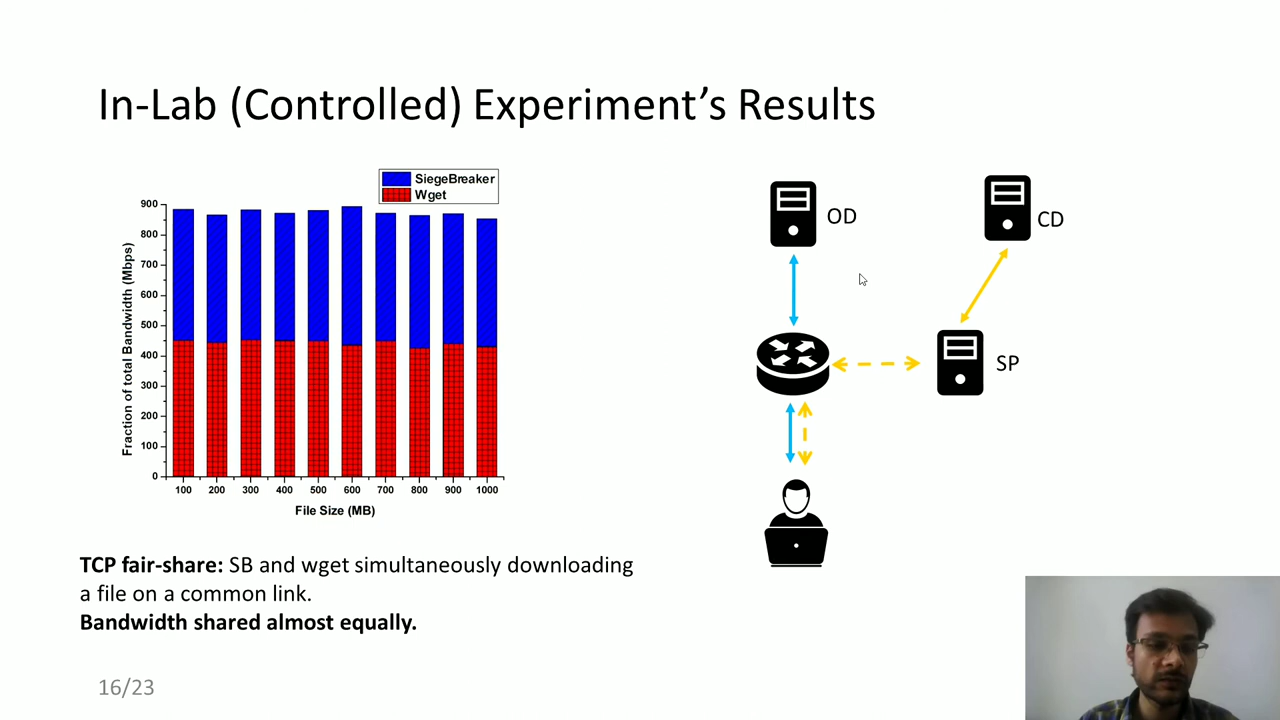 In-Lab (Controlled) Experiment's Results
SiegeBreaker
Wget
Fraction of total Bandwidth (Mbps)
900
800
700
600
500
400
300
200
100
0
100 200 300 400 500 600 700 800 900 1000
File Size (MB)
OD
CD
SP
TCP fair-share: SB and wget simultaneously downloading
a file on a common link.
Bandwidth shared almost equally.
16/23